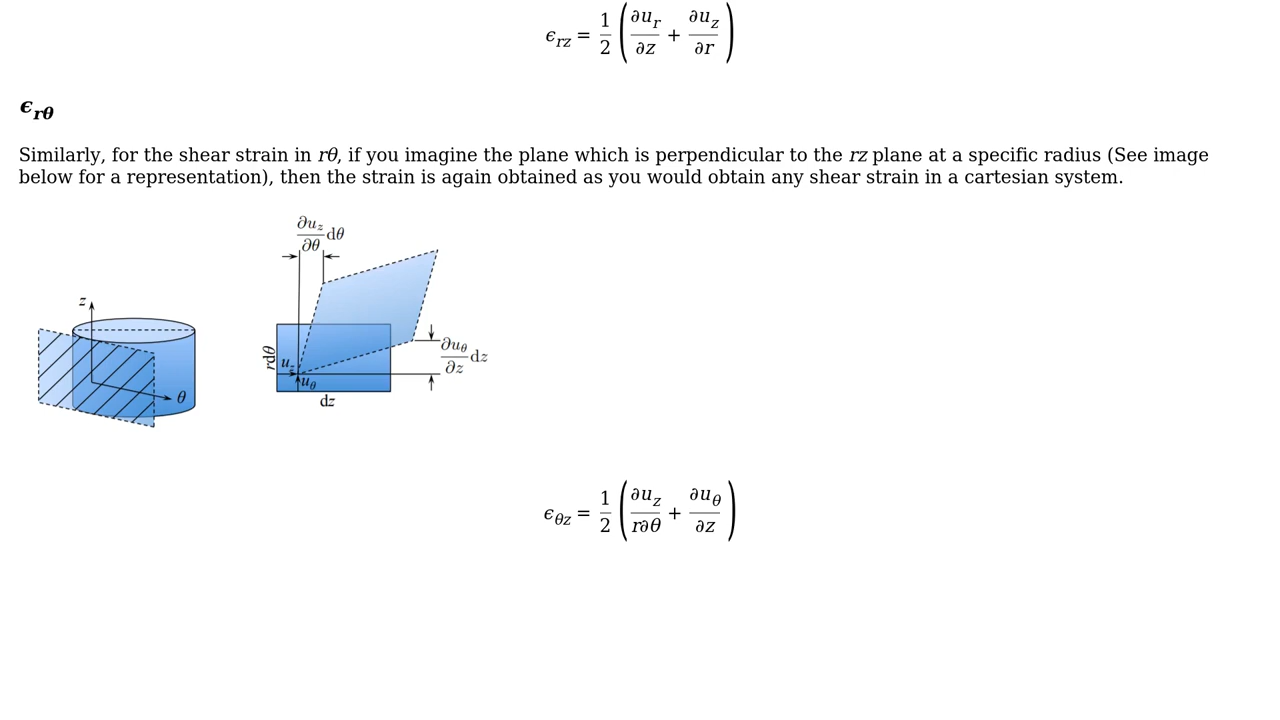 ϵrz = 1/2 (∂ur/∂z + ∂uz/∂r)
ϵrθ
Similarly, for the shear strain in rθ, if you imagine the plane which is perpendicular to the rz plane at a specific radius (See image
below for a representation), then the strain is again obtained as you would obtain any shear strain in a cartesian system.
∂uz/∂θ dθ
z
θ
rdθ
uz
uθ
dz
∂uθ/∂z dz
ϵθz = 1/2 (∂uz/r∂θ + ∂uθ/∂z)